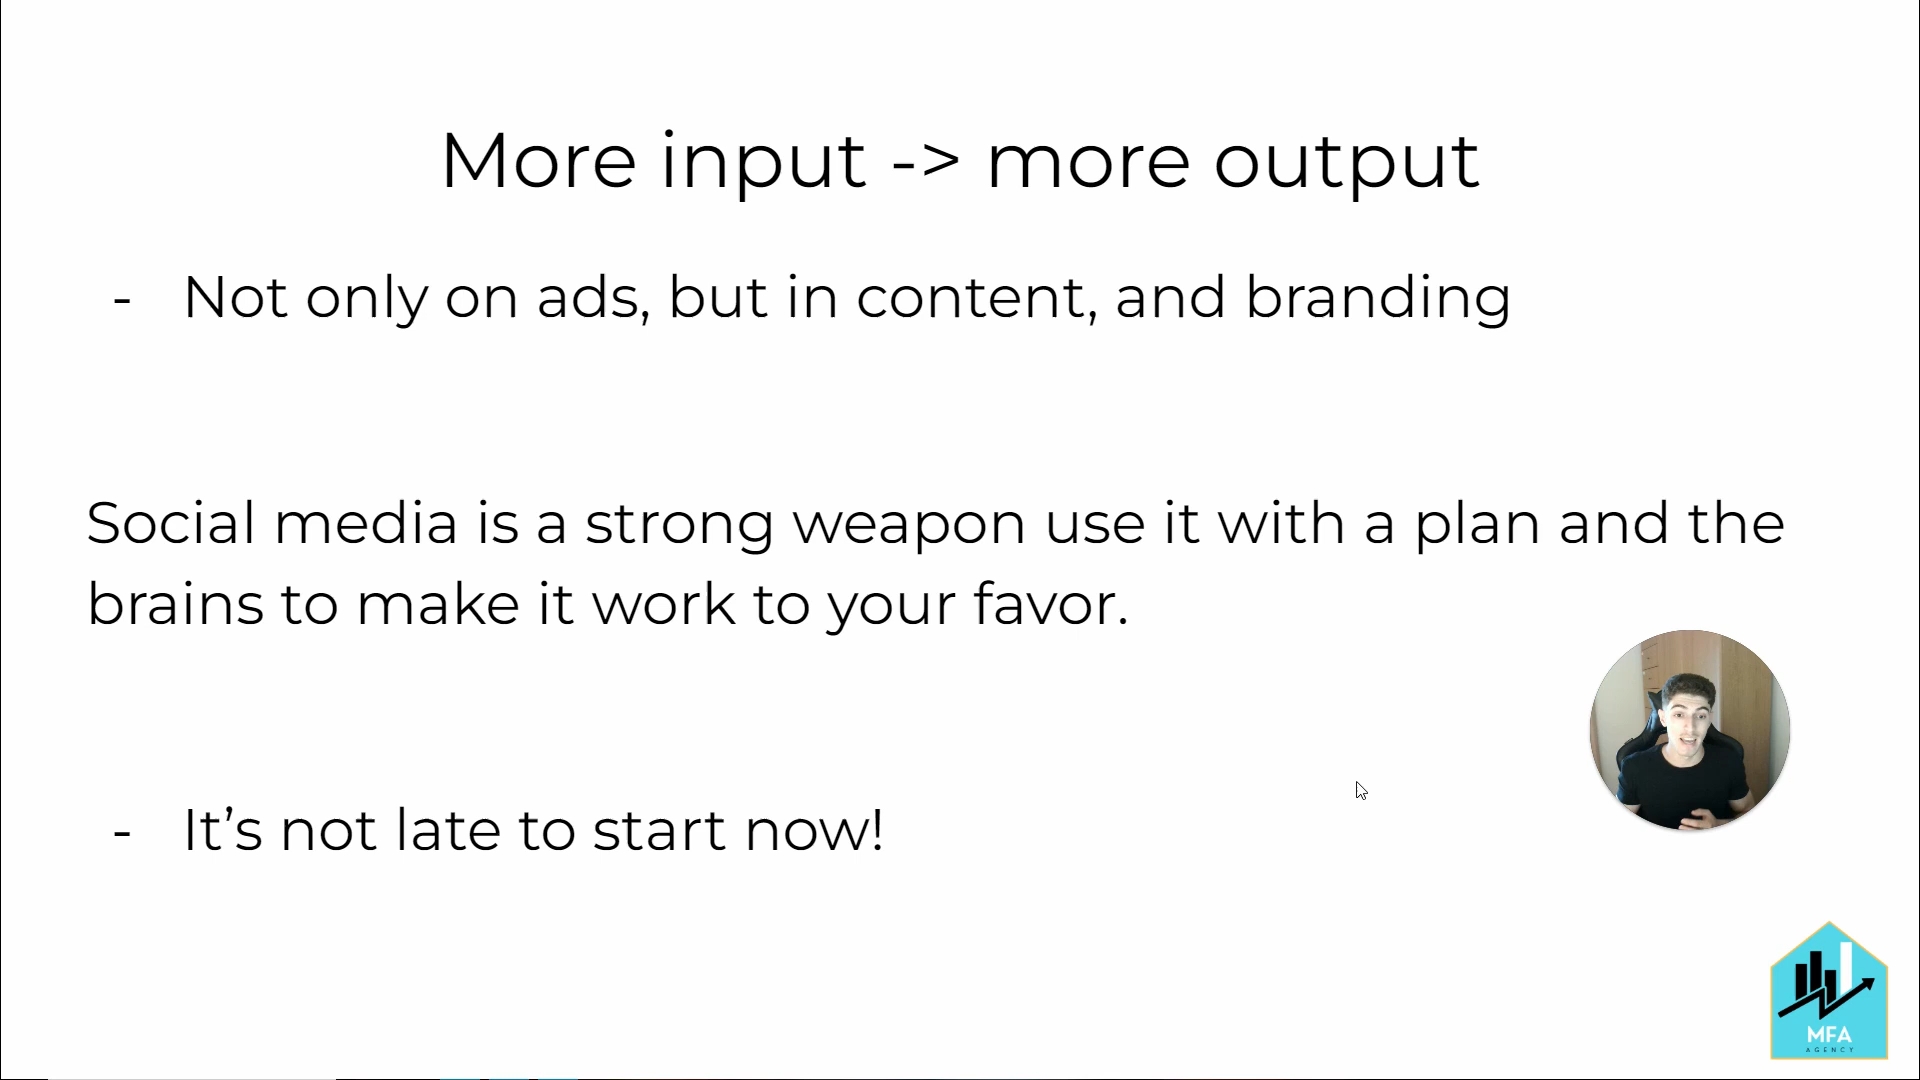 More input -> more output
- Not only on ads, but in content, and branding
Social media is a strong weapon use it with a plan and the
brains to make it work to your favor.
- It’s not late to start now!
MFA
AGENCY